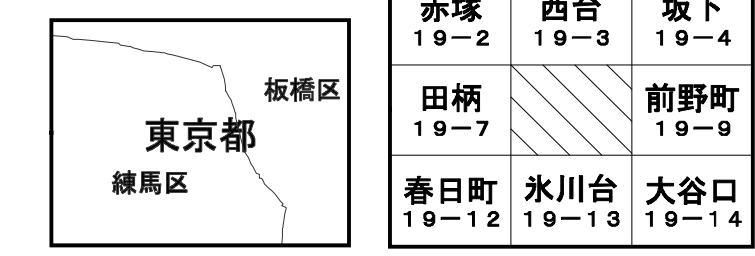 板橋区
東京都
練馬区
赤塚 西台 坂下
19-2 19-3 19-4
田柄 前野町
19-7 19-9
春日町 氷川台 大谷口
19-12 19-13 19-14